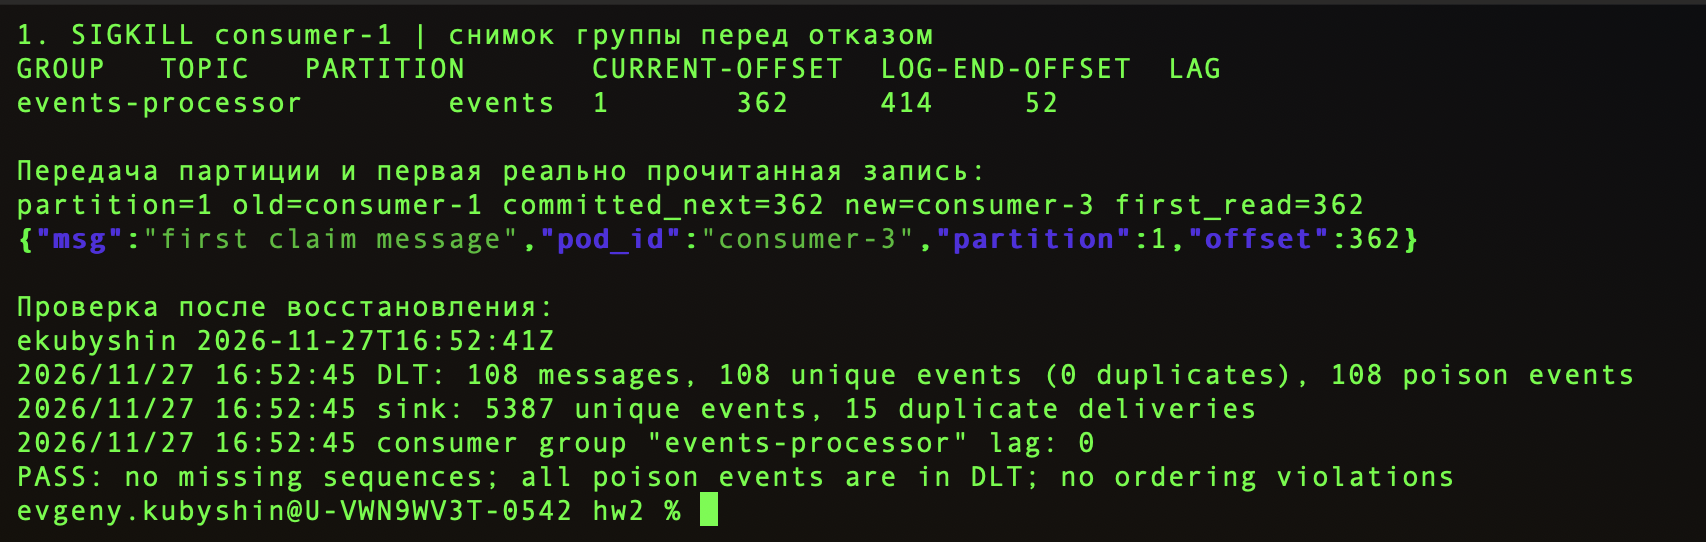 1. SIGKILL consumer-1 | снимок группы перед отказом
GROUP TOPIC PARTITION CURRENT-OFFSET LOG-END-OFFSET LAG
events-processor events 1 362 414 52
Передача партиции и первая реально прочитанная запись:
partition=1 old=consumer-1 committed_next=362 new=consumer-3 first_read=362
{"msg":"first claim message","pod_id":"consumer-3","partition":1,"offset":362}
Проверка после восстановления:
ekubyshin 2026-11-27T16:52:41Z
2026/11/27 16:52:45 DLT: 108 messages, 108 unique events (0 duplicates), 108 poison events
2026/11/27 16:52:45 sink: 5387 unique events, 15 duplicate deliveries
2026/11/27 16:52:45 consumer group "events-processor" lag: 0
PASS: no missing sequences; all poison events are in DLT; no ordering violations
evgeny.kubyshin@U-VWN9WV3T-0542 hw2 %